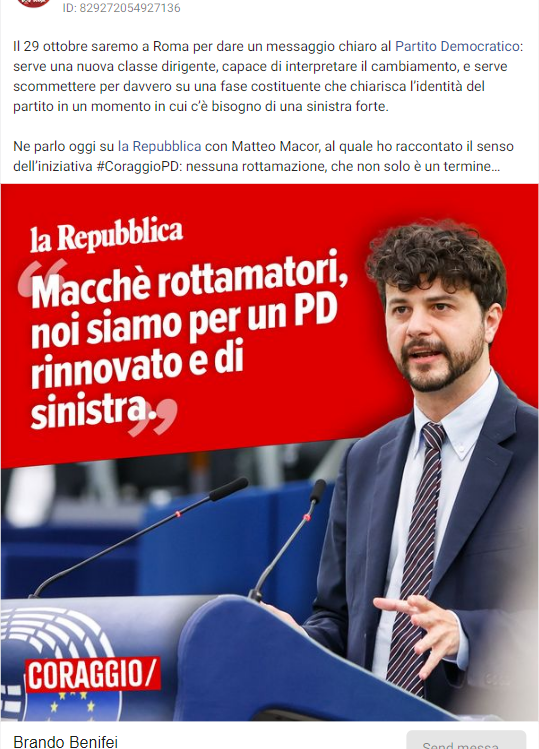 ID: 829272054927136
Il 29 ottobre saremo a Roma per dare un messaggio chiaro al Partito Democratico:
serve una nuova classe dirigente, capace di interpretare il cambiamento, e serve
scommettere per davvero su una fase costituente che chiarisca l'identità del
partito in un momento in cui c'è bisogno di una sinistra forte.
Ne parlo oggi su la Repubblica con Matteo Macor, al quale ho raccontato il senso
dell'iniziativa #CoraggioPD: nessuna rottamazione, che non solo è un termine...
la Repubblica
“Macchè rottamatori,
noi siamo per un PD
rinnovato e di
sinistra.”
CORAGGIO/
Brando Benifei
Send messa